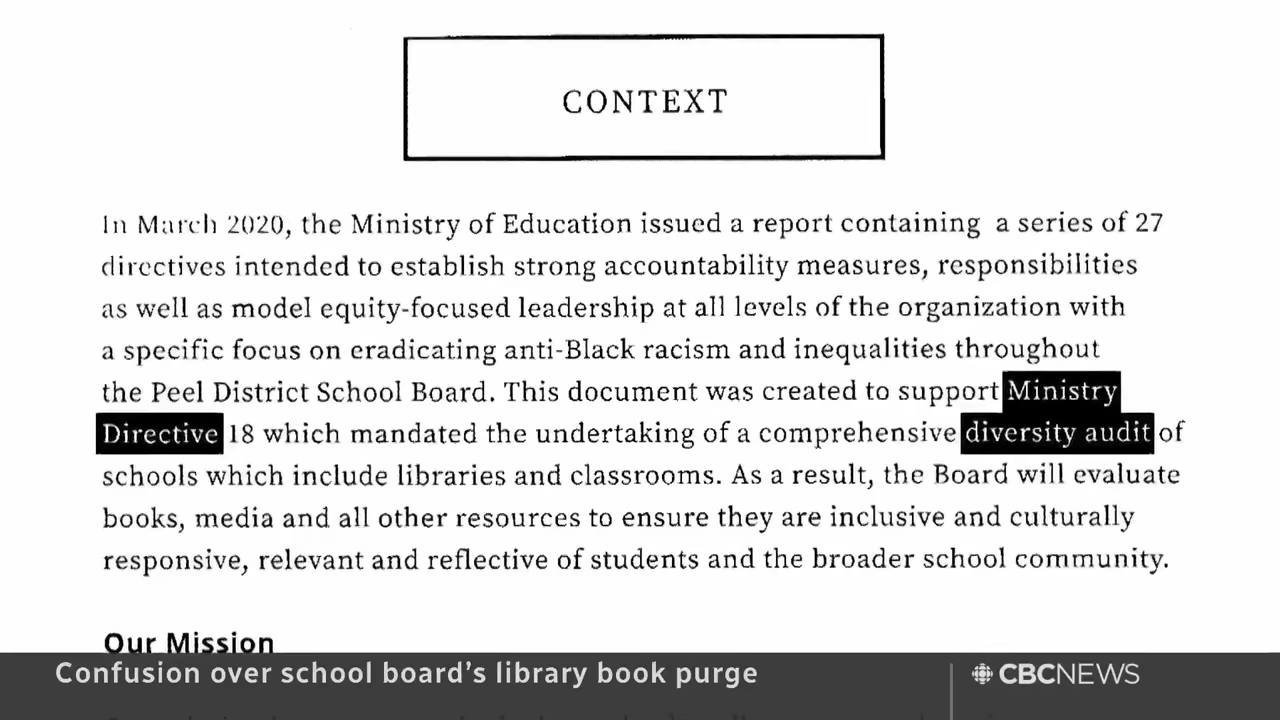 CONTEXT
In March 2020, the Ministry of Education issued a report containing a series of 27
directives intended to establish strong accountability measures, responsibilities
as well as model equity-focused leadership at all levels of the organization with
a specific focus on eradicating anti-Black racism and inequalities throughout
the Peel District School Board. This document was created to support Ministry
Directive 18 which mandated the undertaking of a comprehensive diversity audit of
schools which include libraries and classrooms. As a result, the Board will evaluate
books, media and all other resources to ensure they are inclusive and culturally
responsive, relevant and reflective of students and the broader school community.
Our Mission
Confusion over school board's library book purge
CBCNEWS